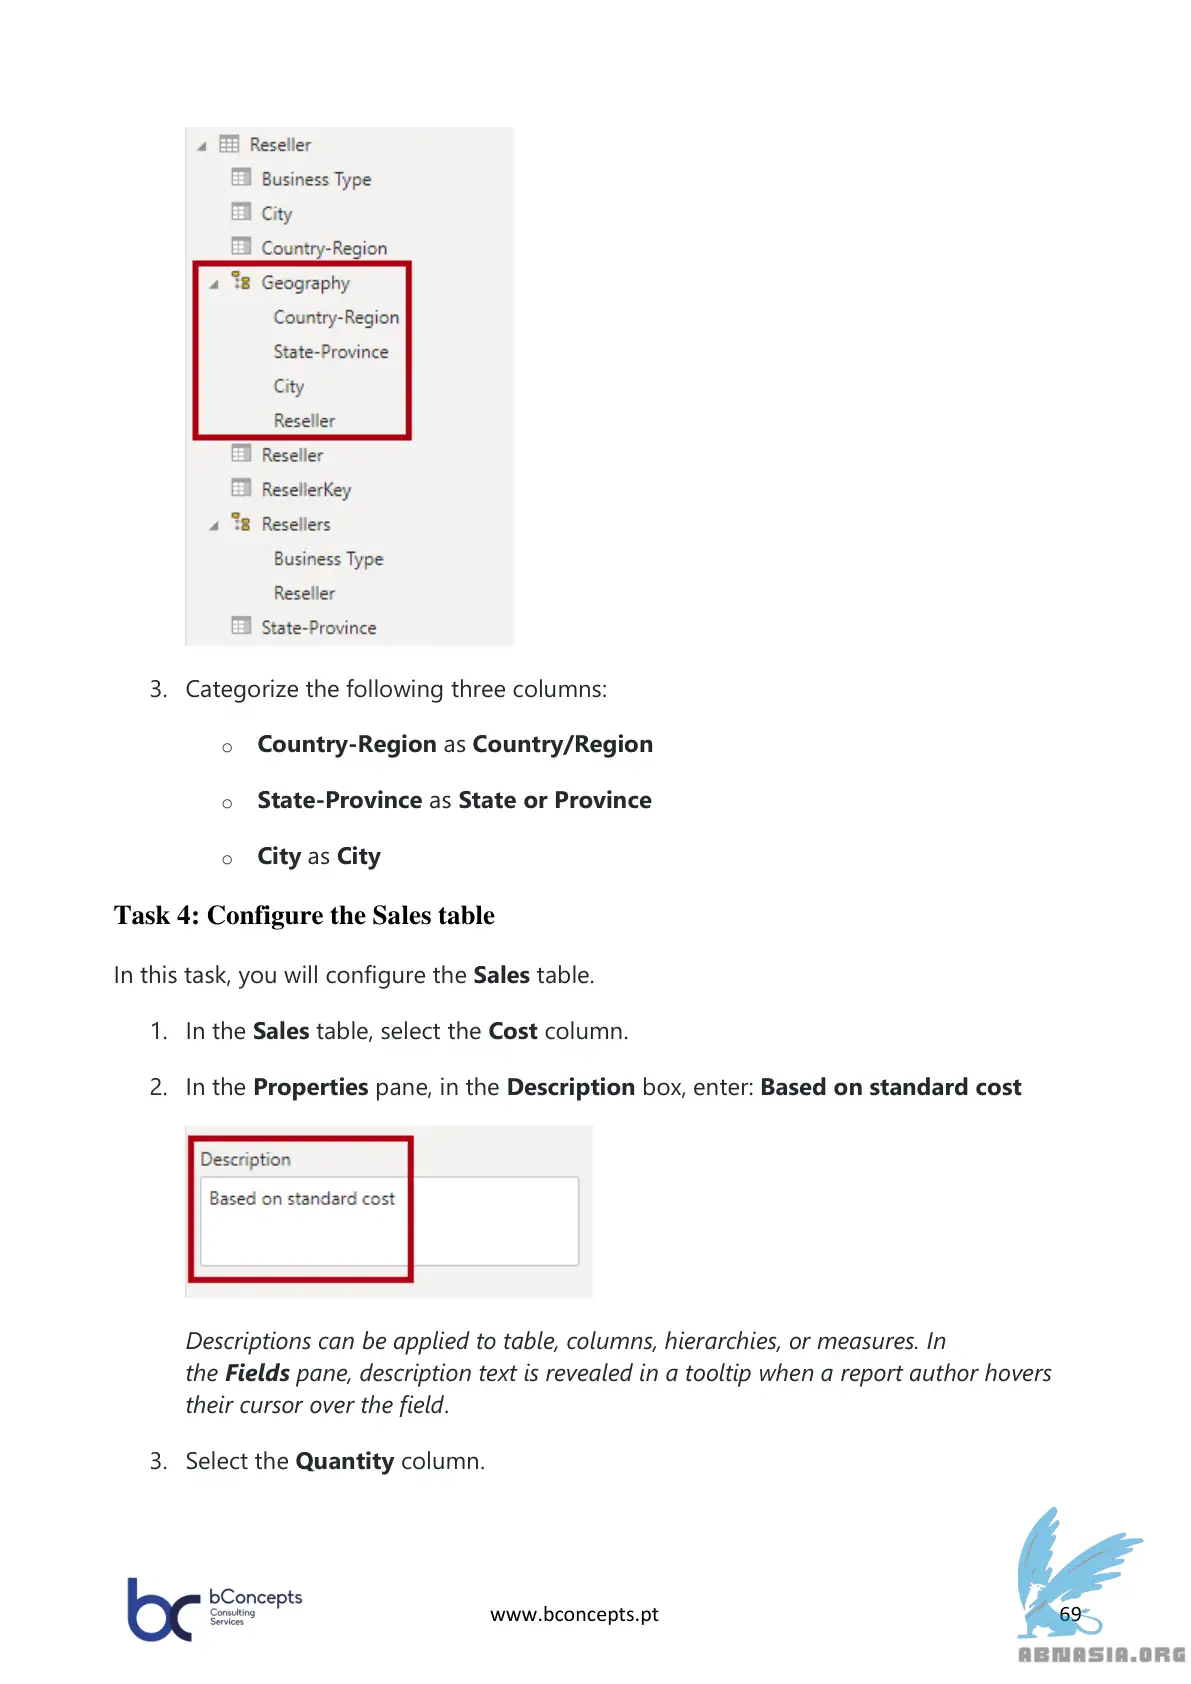 Reseller
Business Type
City
Country-Region
Geography
Country-Region
State-Province
City
Reseller
Reseller
ResellerKey
Resellers
Business Type
Reseller
State-Province
3. Categorize the following three columns:
o Country-Region as Country/Region
o State-Province as State or Province
o City as City
Task 4: Configure the Sales table
In this task, you will configure the Sales table.
1. In the Sales table, select the Cost column.
2. In the Properties pane, in the Description box, enter: Based on standard cost
Description
Based on standard cost
Descriptions can be applied to table, columns, hierarchies, or measures. In
the Fields pane, description text is revealed in a tooltip when a report author hovers
their cursor over the field.
3. Select the Quantity column.
bc bConcepts
Consulting
Services
www.bconcepts.pt
69
ABNASIA.ORG